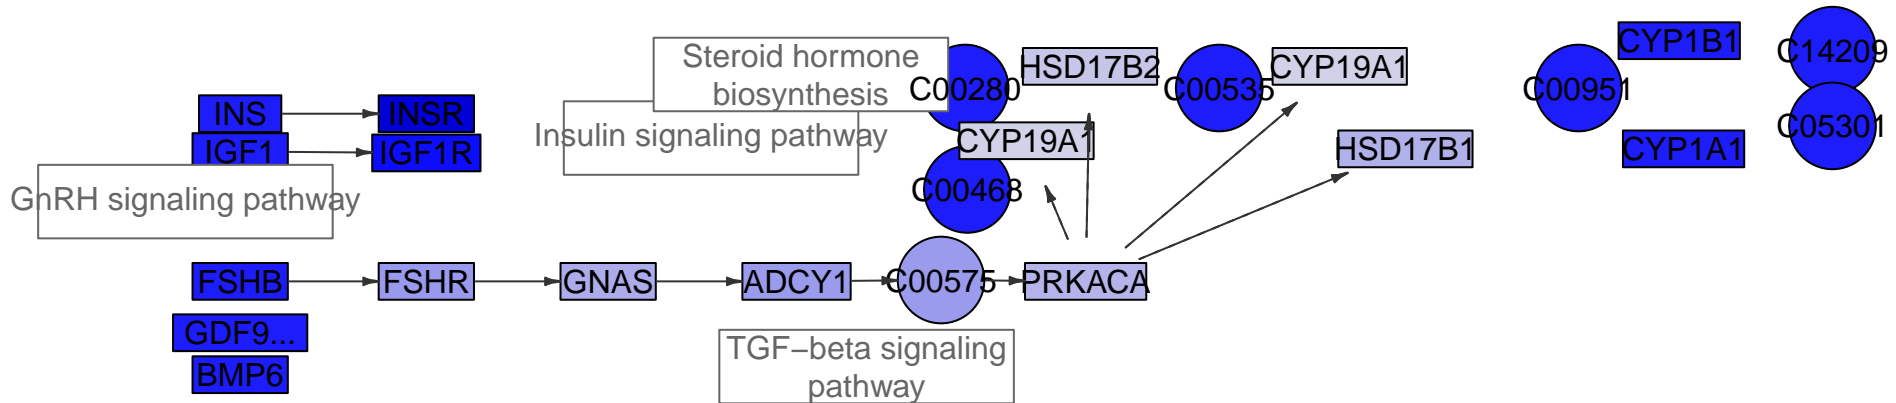 Steroid hormone
biosynthesis
C00280
HSD17B2
C00535
CYP19A1
C00951
CYP1B1
C14209
INS
INSR
Insulin signaling pathway
CYP19A1
HSD17B1
CYP1A1
C05301
IGF1
IGF1R
GnRH signaling pathway
C00468
FSHB
FSHR
GNAS
ADCY1
C00575
PRKACA
GDF9...
TGF−beta signaling
pathway
BMP6